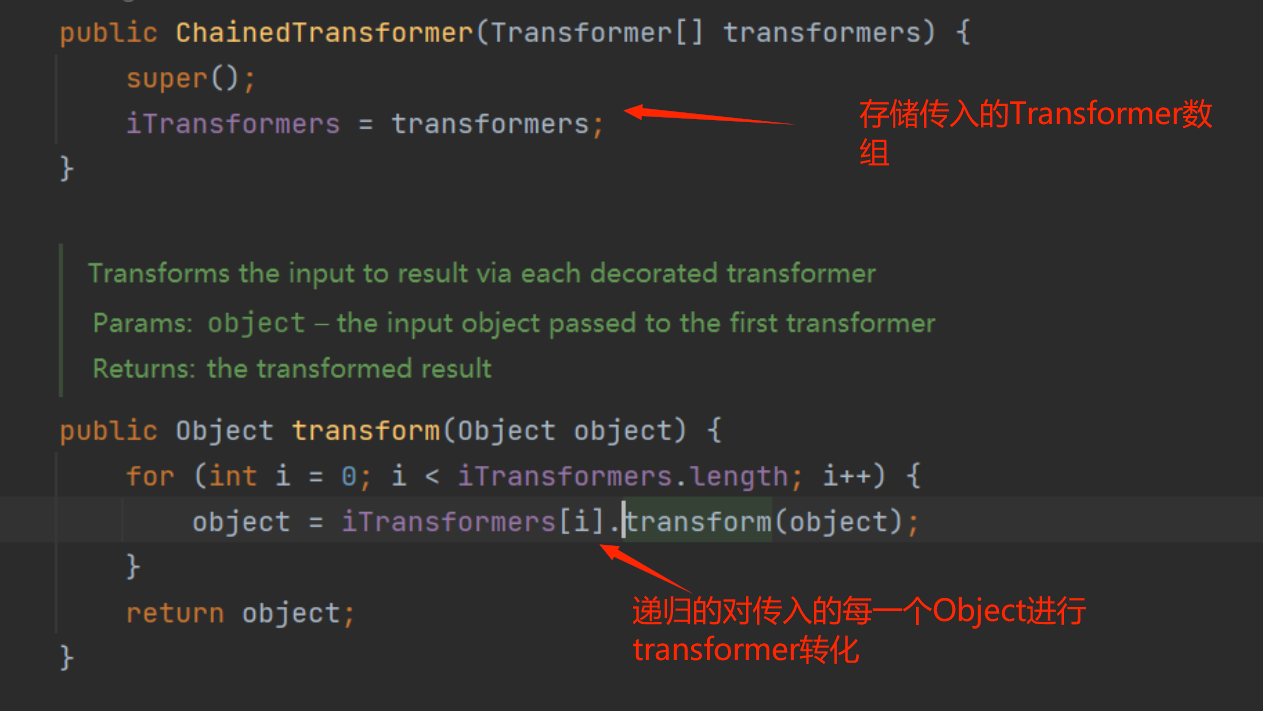 public ChainedTransformer(Transformer[] transformers) {
super();
iTransformers = transformers;
存储传入的Transformer数
组
}
Transforms the input to result via each decorated transformer
Params: object – the input object passed to the first transformer
Returns: the transformed result
public Object transform(Object object) {
for (int i = 0; i < iTransformers.length; i++) {
object = iTransformers[i].transform(object);
}
return object;
递归的对传入的每一个Object进行
transformer转化
}